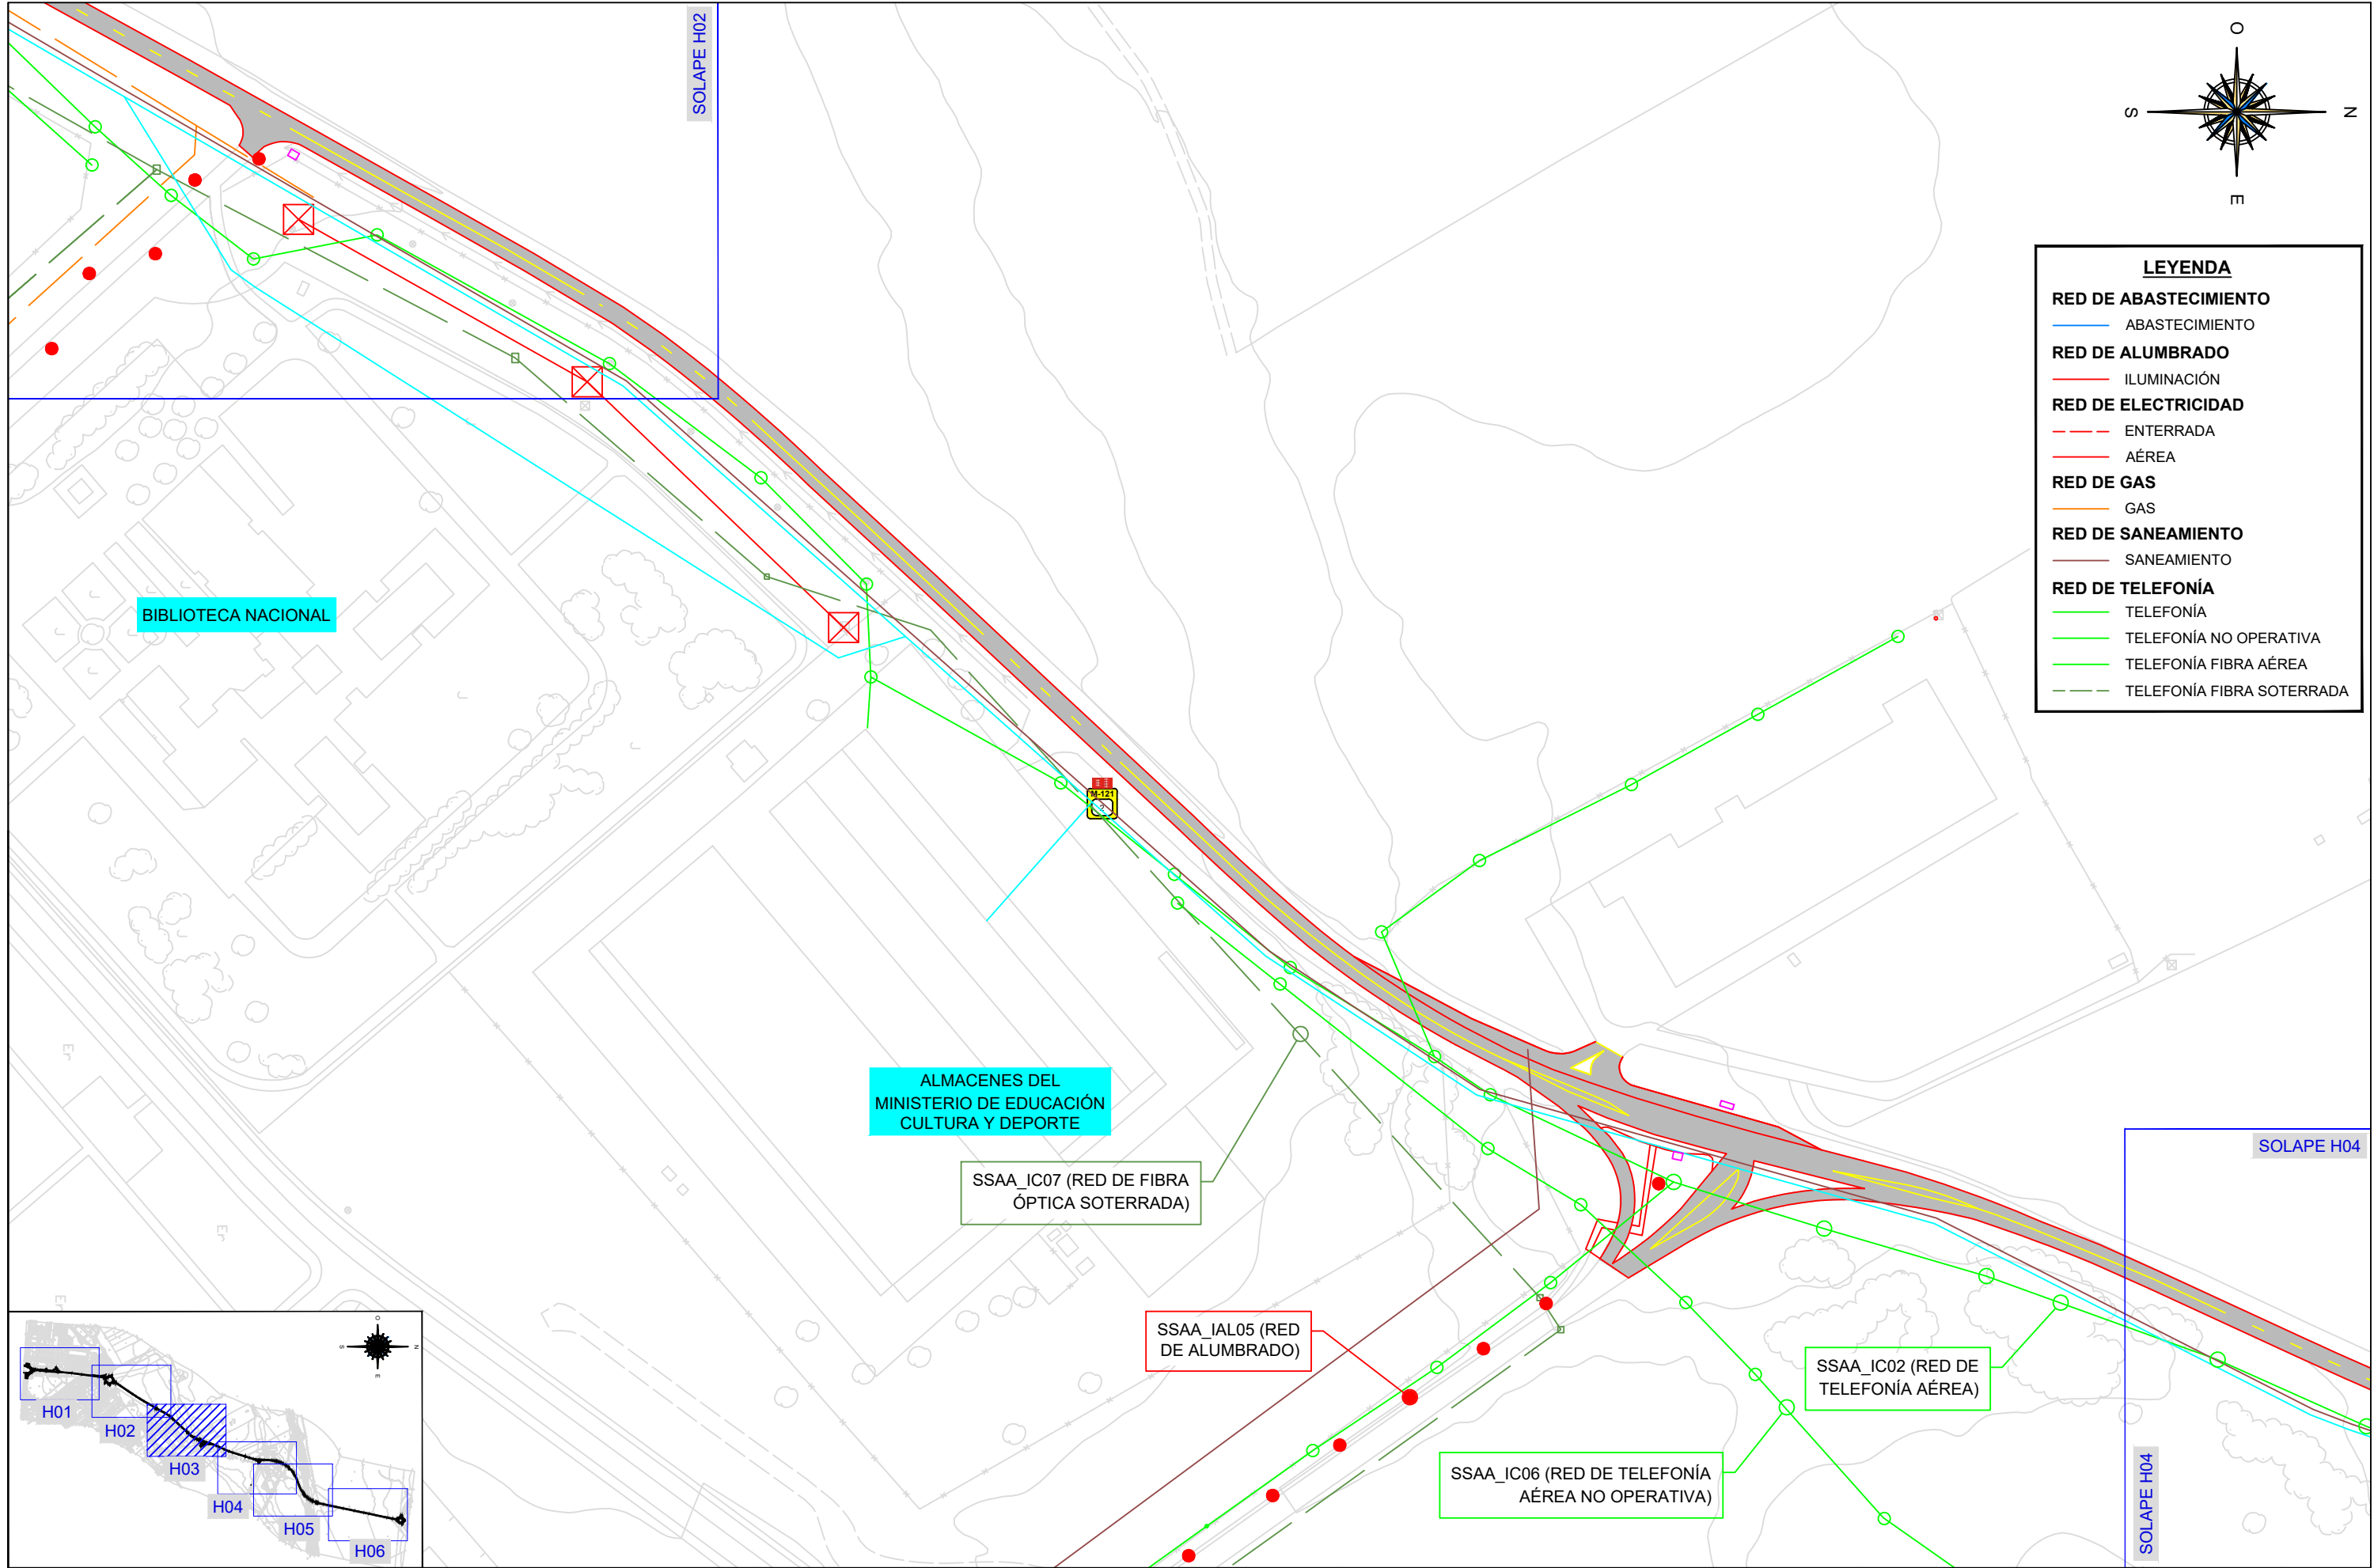 SOLAPE H02
O
S
N
E
LEYENDA
RED DE ABASTECIMIENTO
ABASTECIMIENTO
RED DE ALUMBRADO
ILUMINACIÓN
RED DE ELECTRICIDAD
ENTERRADA
AÉREA
RED DE GAS
GAS
RED DE SANEAMIENTO
SANEAMIENTO
RED DE TELEFONÍA
TELEFONÍA
TELEFONÍA NO OPERATIVA
TELEFONÍA FIBRA AÉREA
TELEFONÍA FIBRA SOTERRADA
BIBLIOTECA NACIONAL
M-121
2
ALMACENES DEL
MINISTERIO DE EDUCACIÓN
CULTURA Y DEPORTE
SSAA_IC07 (RED DE FIBRA
ÓPTICA SOTERRADA)
SOLAPE H04
Er
Er
Er
SSAA_IAL05 (RED
DE ALUMBRADO)
SSAA_IC02 (RED DE
TELEFONÍA AÉREA)
SSAA_IC06 (RED DE TELEFONÍA
AÉREA NO OPERATIVA)
SOLAPE H04
O
S
N
E
H01
H02
H03
H04
H05
H06